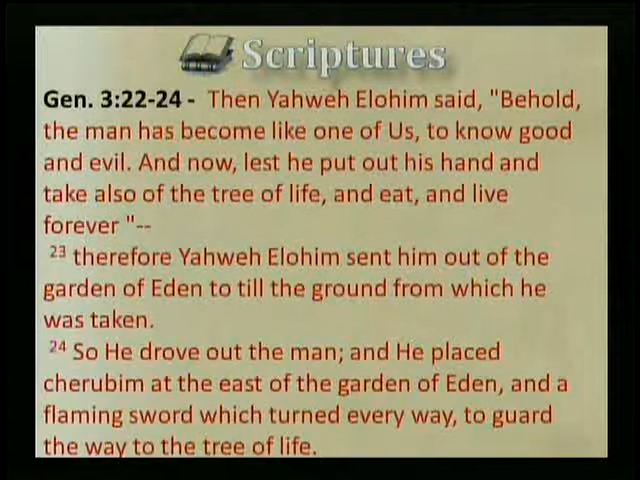 Scriptures
Gen. 3:22-24 - Then Yahweh Elohim said, "Behold,
the man has become like one of Us, to know good
and evil. And now, lest he put out his hand and
take also of the tree of life, and eat, and live
forever "--
23 therefore Yahweh Elohim sent him out of the
garden of Eden to till the ground from which he
was taken.
24 So He drove out the man; and He placed
cherubim at the east of the garden of Eden, and a
flaming sword which turned every way, to guard
the way to the tree of life.